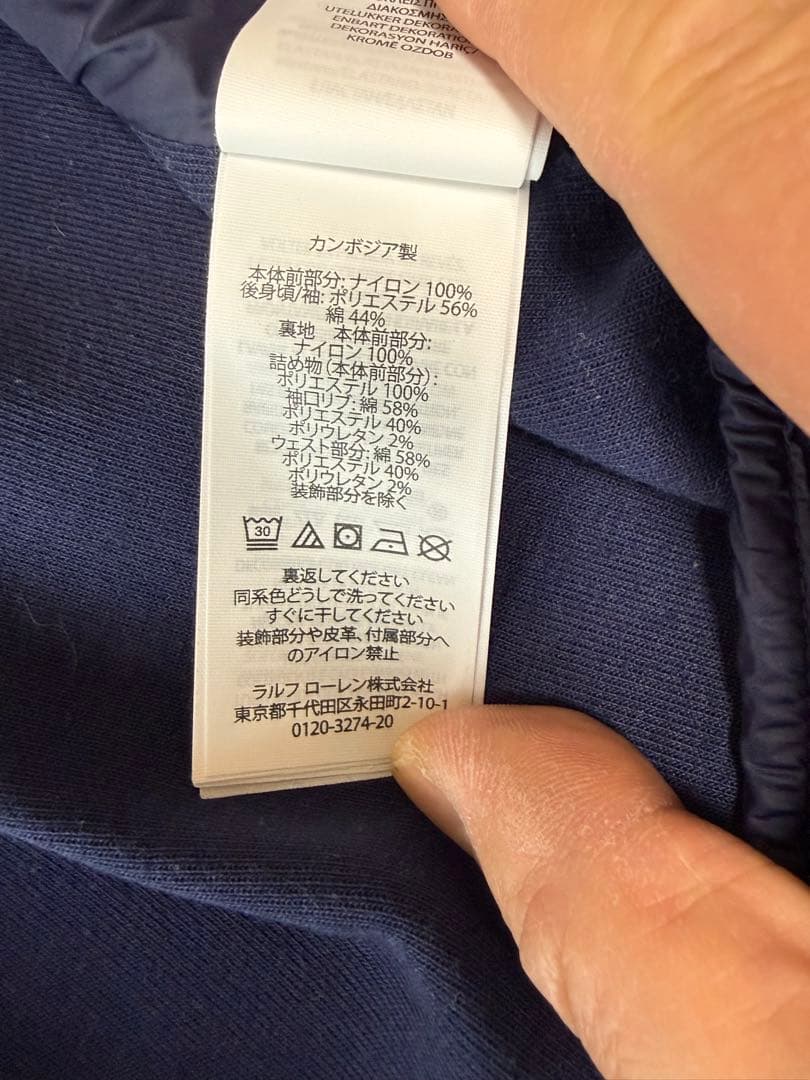 ΔΙΑΚΟΣΜΗΣ
UTELUKKER DEKORA
ENBART DEKORATION
DEKORASYON HARIÇ
KROMĚ OZDOB
カンボジア製
本体前部分: ナイロン 100%
後身頃/袖: ポリエステル 56%
綿 44%
裏地 本体前部分:
ナイロン 100%
詰め物 (本体前部分):
ポリエステル 100%
袖口リブ: 綿 58%
ポリエステル 40%
ポリウレタン 2%
ウェスト部分: 綿 58%
ポリエステル 40%
ポリウレタン 2%
装飾部分を除く
30
裏返してください
同系色どうしで洗ってください
すぐに干してください
装飾部分や皮革、付属部分へ
のアイロン禁止
ラルフ ローレン株式会社
東京都千代田区永田町2-10-1
0120-3274-20